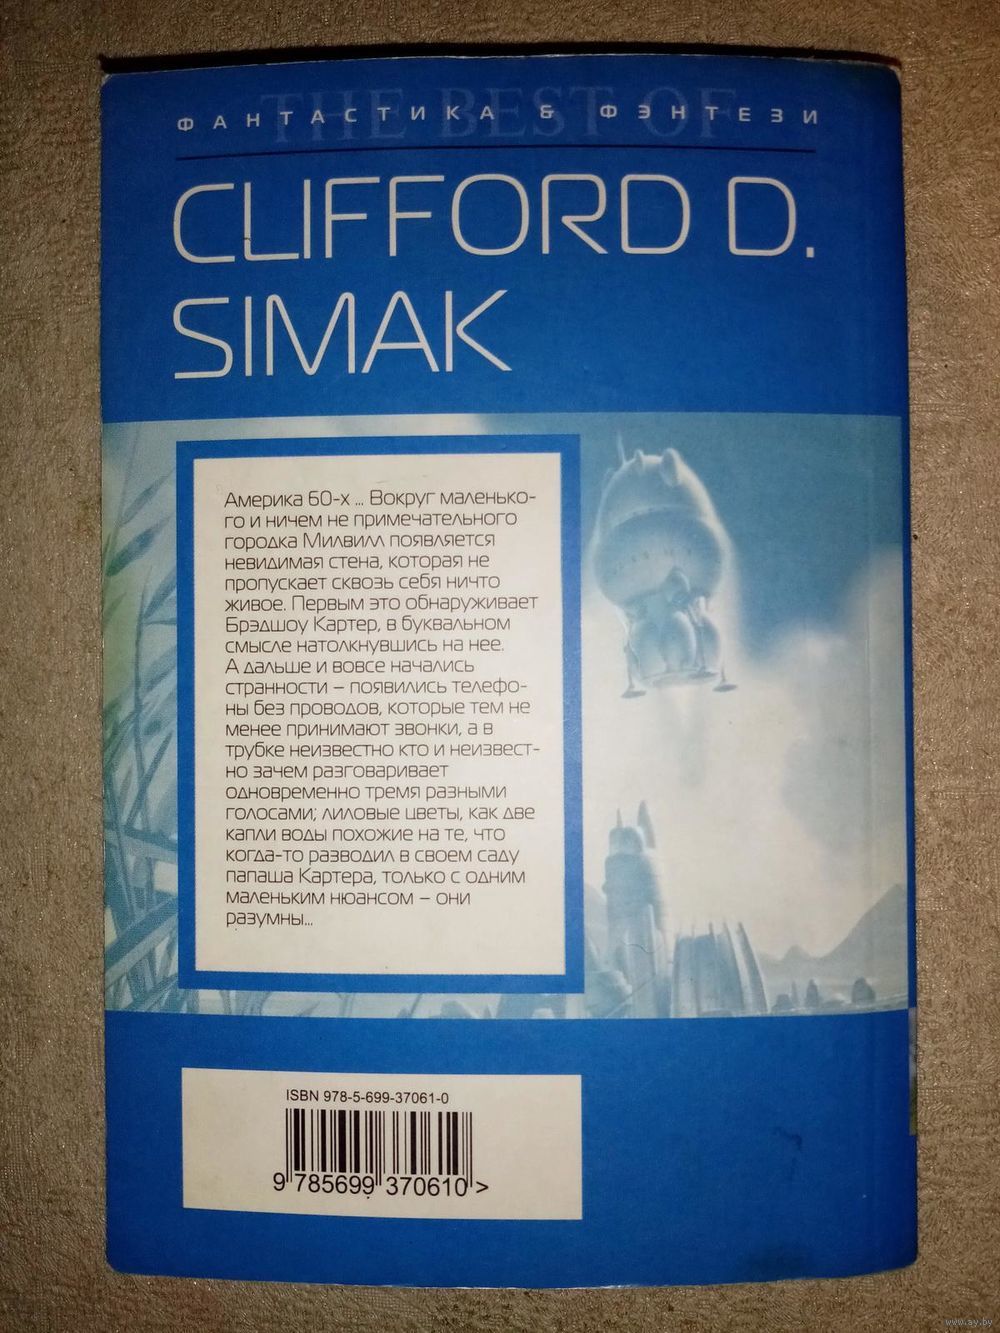 THE BEST OF
ФАНТАСТИКА & ФЭНТЕЗИ
CLIFFORD D.
SIMAK
Америка 60-х ... Вокруг маленько-
го и ничем не примечательного
городка Милвилл появляется
невидимая стена, которая не
пропускает сквозь себя ничто
живое. Первым это обнаруживает
Брэдшоу Картер, в буквальном
смысле натолкнувшись на нее.
А дальше и вовсе начались
странности – появились телефо-
ны без проводов, которые тем не
менее принимают звонки, а в
трубке неизвестно кто и неизвест-
но зачем разговаривает
одновременно тремя разными
голосами; лиловые цветы, как две
капли воды похожие на те, что
когда-то разводил в своем саду
папаша Картера, только с одним
маленьким нюансом – они
разумны...
ISBN 978-5-699-37061-0
9 785699 370610 >
www.ay.by